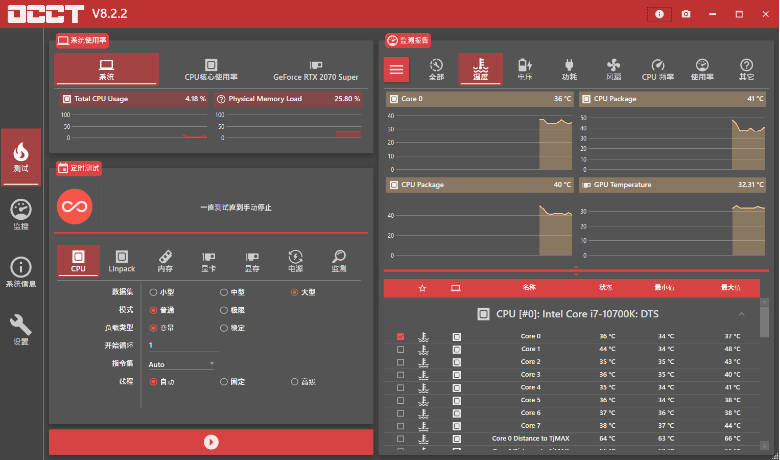 OCCT V8.2.2
系统使用率
系统 CPU核心使用率 GeForce RTX 2070 Super
Total CPU Usage 4.18 % Physical Memory Load 25.80 %
100 100
50 50
0 0
定时测试
一直测试直到手动停止
CPU Linpack 内存 显卡 显存 电源 监测
数据集 小型 中型 大型
模式 普通 极限
负载类型 变量 稳定
开始循环 1
指令集 Auto
线程 自动 固定 高级
测试
监控
系统信息
设置
监测报告
全部 温度 电压 功耗 风扇 CPU 频率 使用率 其它
Core 0 36 °C CPU Package 41 °C
40 50
30 40
20 30
10 20
0 10
0
CPU Package 40 °C GPU Temperature 32.31 °C
40 30
20 20
0 10
0
名称 状态 最小值 最大值
CPU [#0]: Intel Core i7-10700K: DTS
Core 0 36 °C 34 °C 37 °C
Core 1 44 °C 34 °C 48 °C
Core 2 35 °C 34 °C 43 °C
Core 3 36 °C 35 °C 40 °C
Core 4 35 °C 34 °C 41 °C
Core 5 36 °C 34 °C 38 °C
Core 6 37 °C 36 °C 38 °C
Core 7 38 °C 37 °C 44 °C
Core 0 Distance to TjMAX 64 °C 63 °C 66 °C